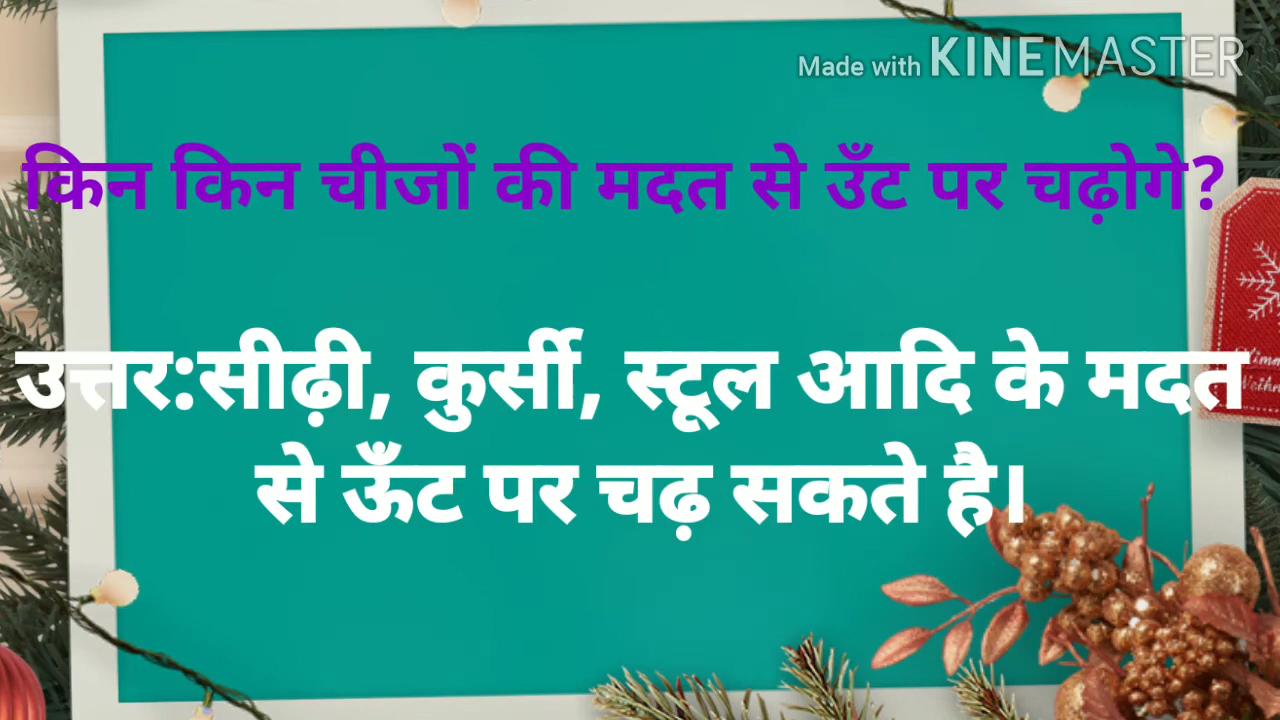 Made with KINEMASTER
किन किन चीजों की मदत से उँट पर चढ़ोगे?
उत्तर:सीढ़ी, कुर्सी, स्टूल आदि के मदत
से ऊँट पर चढ़ सकते है।